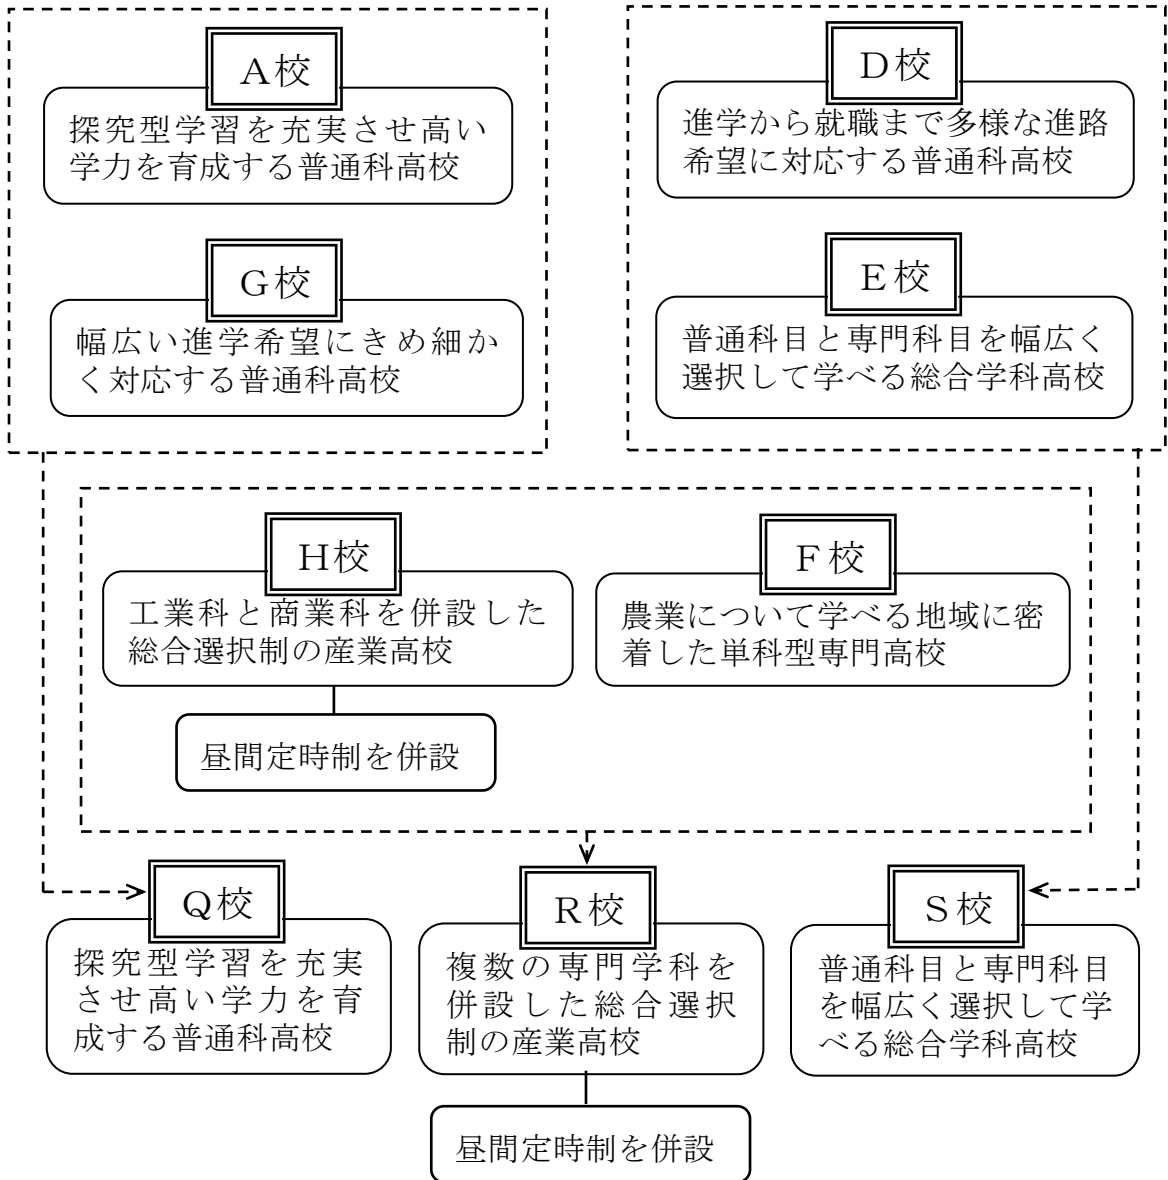 A校
探究型学習を充実させ高い
学力を育成する普通科高校
D校
進学から就職まで多様な進路
希望に対応する普通科高校
G校
幅広い進学希望にきめ細か
く対応する普通科高校
E校
普通科目と専門科目を幅広く
選択して学べる総合学科高校
H校
工業科と商業科を併設した
総合選択制の産業高校
昼間定時制を併設
F校
農業について学べる地域に密
着した単科型専門高校
Q校
探究型学習を充実
させ高い学力を育
成する普通科高校
R校
複数の専門学科を
併設した総合選択
制の産業高校
昼間定時制を併設
S校
普通科目と専門科目
を幅広く選択して学
べる総合学科高校